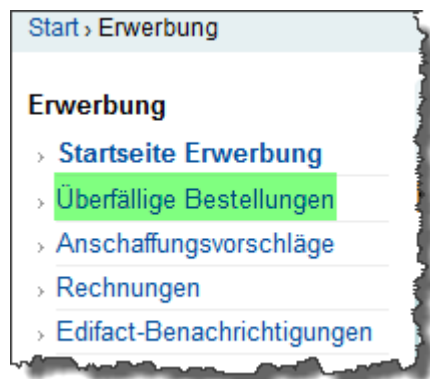 Start › Erwerbung
Erwerbung
› Startseite Erwerbung
› Überfällige Bestellungen
› Anschaffungsvorschläge
› Rechnungen
› Edifact-Benachrichtigungen